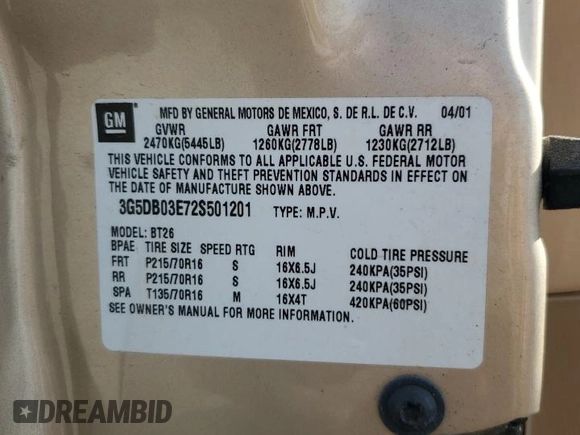 GM
MFD BY GENERAL MOTORS DE MEXICO, S. DE R.L. DE C.V. 04/01
GVWR GAWR FRT GAWR RR
2470KG(5445LB) 1260KG(2778LB) 1230KG(2712LB)
THIS VEHICLE CONFORMS TO ALL APPLICABLE U.S. FEDERAL MOTOR
VEHICLE SAFETY AND THEFT PREVENTION STANDARDS IN EFFECT ON THE
DATE OF MANUFACTURE SHOWN ABOVE.
3G5DB03E72S501201 TYPE: M.P.V.
MODEL: BT26
BPAE TIRE SIZE SPEED RTG RIM COLD TIRE PRESSURE
FRT P215/70R16 S 16X6.5J 240KPA(35PSI)
RR P215/70R16 S 16X6.5J 240KPA(35PSI)
SPA T135/70R16 M 16X4T 420KPA(60PSI)
SEE OWNER'S MANUAL FOR MORE INFORMATION.
DREAMBID